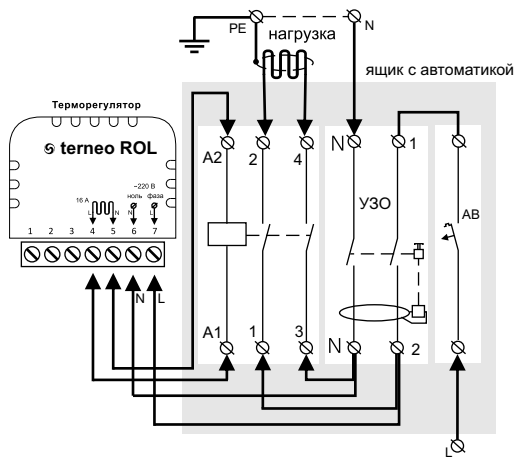 PE
N
нагрузка
ящик с автоматикой
Терморегулятор
terneo ROL
~220 В
16 А
ноль
фаза
L
N
N
L
1
2
3
4
5
6
7
A2
2
4
N
1
УЗО
АВ
N
L
A1
1
3
N
2
L